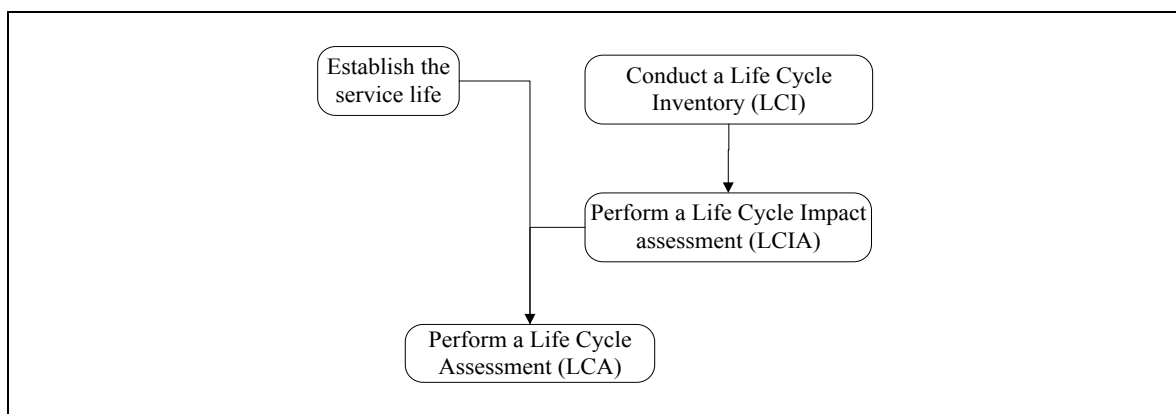 Establish the
service life
Conduct a Life Cycle
Inventory (LCI)
Perform a Life Cycle Impact
assessment (LCIA)
Perform a Life Cycle
Assessment (LCA)